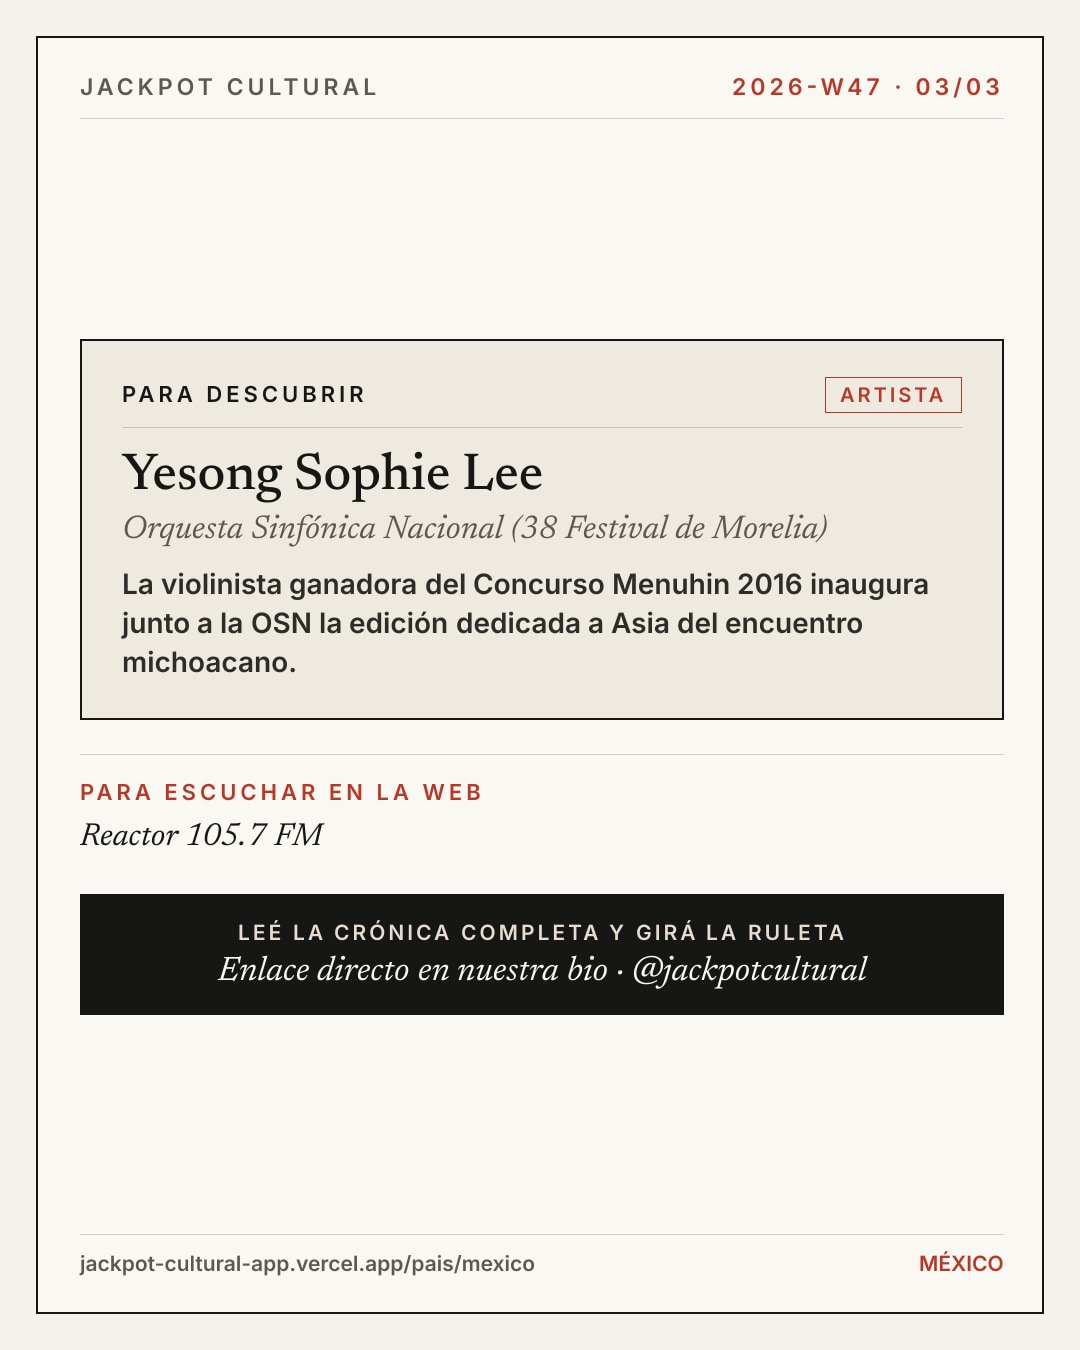 JACKPOT CULTURAL
2026-W47 · 03/03
PARA DESCUBRIR
ARTISTA
Yesong Sophie Lee
Orquesta Sinfónica Nacional (38 Festival de Morelia)
La violinista ganadora del Concurso Menuhin 2016 inaugura
junto a la OSN la edición dedicada a Asia del encuentro
michoacano.
PARA ESCUCHAR EN LA WEB
Reactor 105.7 FM
LEÉ LA CRÓNICA COMPLETA Y GIRÁ LA RULETA
Enlace directo en nuestra bio · @jackpotcultural
jackpot-cultural-app.vercel.app/pais/mexico
MÉXICO